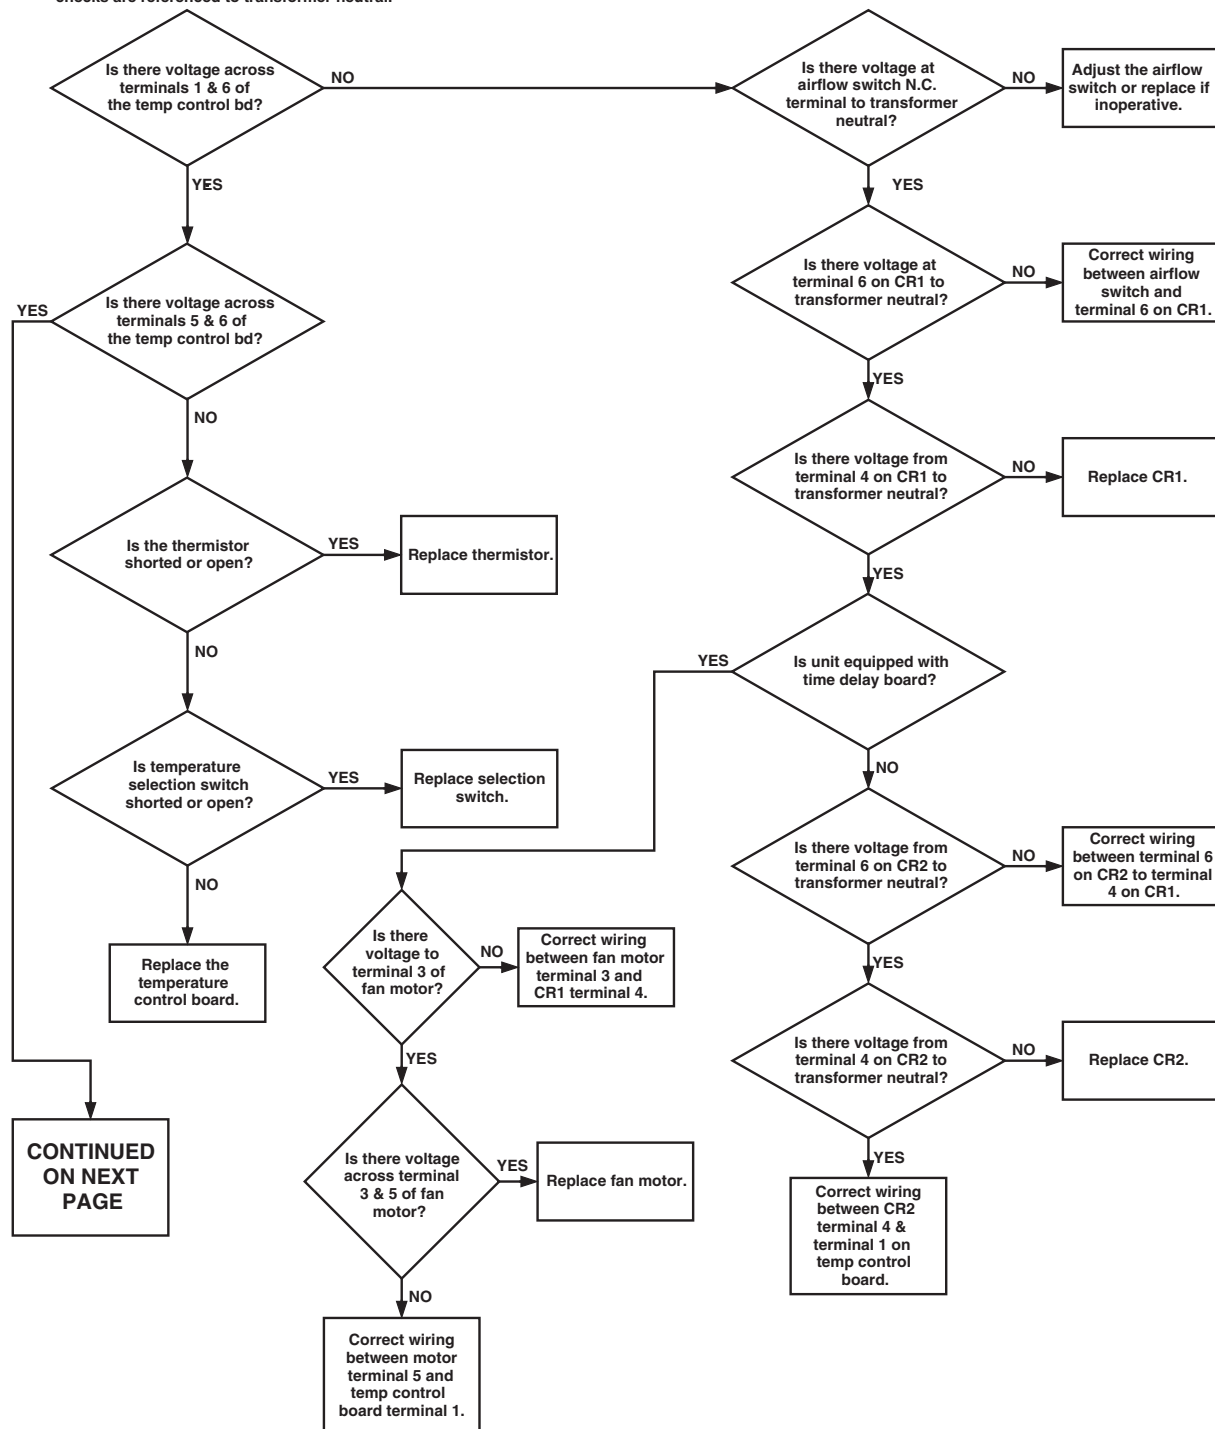 checks are referenced to transformer neutral.
Is there voltage across
terminals 1 & 6 of
the temp control bd?
NO
Is there voltage at
airflow switch N.C.
terminal to transformer
neutral?
NO
Adjust the airflow
switch or replace if
inoperative.
YES
YES
Is there voltage across
terminals 5 & 6 of
the temp control bd?
YES
Is there voltage at
terminal 6 on CR1 to
transformer neutral?
NO
Correct wiring
between airflow
switch and
terminal 6 on CR1.
NO
YES
Is the thermistor
shorted or open?
YES
Replace thermistor.
Is there voltage from
terminal 4 on CR1 to
transformer neutral?
NO
Replace CR1.
NO
YES
Is temperature
selection switch
shorted or open?
YES
Replace selection
switch.
YES
Is unit equipped with
time delay board?
NO
NO
Replace the
temperature
control board.
Is there
voltage to
terminal 3 of
fan motor?
NO
Correct wiring
between fan motor
terminal 3 and
CR1 terminal 4.
Is there voltage from
terminal 6 on CR2 to
transformer neutral?
NO
Correct wiring
between terminal 6
on CR2 to terminal
4 on CR1.
YES
YES
CONTINUED
ON NEXT
PAGE
Is there voltage
across terminal
3 & 5 of fan
motor?
YES
Replace fan motor.
Is there voltage from
terminal 4 on CR2 to
transformer neutral?
NO
Replace CR2.
NO
YES
Correct wiring
between motor
terminal 5 and
temp control
board terminal 1.
Correct wiring
between CR2
terminal 4 &
terminal 1 on
temp control
board.